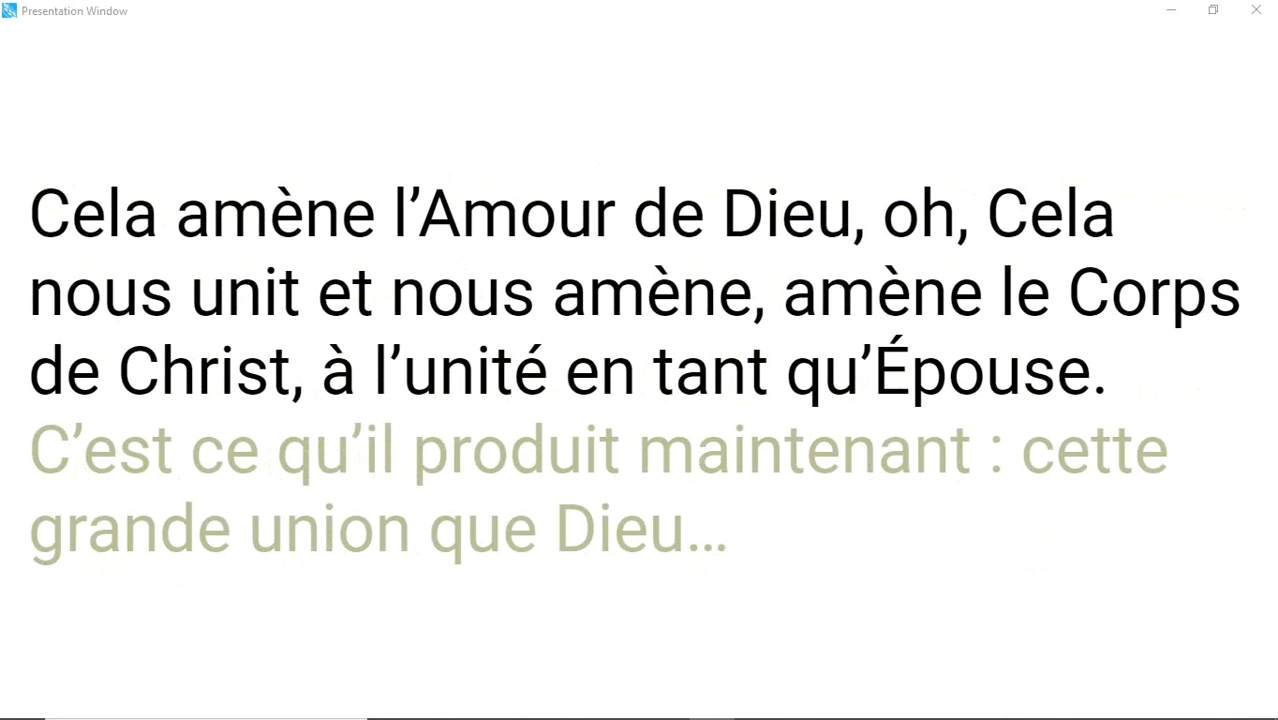 Presentation Window
Cela amène l’Amour de Dieu, oh, Cela
nous unit et nous amène, amène le Corps
de Christ, à l’unité en tant qu’Épouse.
C’est ce qu’il produit maintenant : cette
grande union que Dieu…